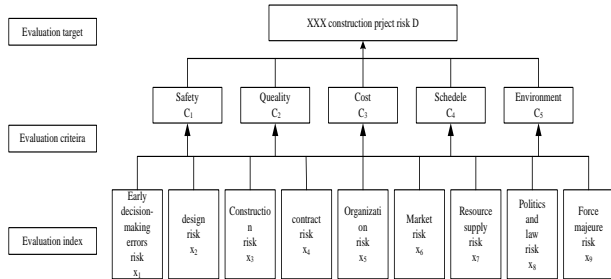 Evaluation target
XXX construction prject risk D
Safety
C₁
Queality
C₂
Cost
C₃
Schedele
C₄
Environment
C₅
Evaluation criteira
Evaluation index
Early
decision-
making
errors
risk
x₁
design
risk
x₂
Constructio
n
risk
x₃
contract
risk
x₄
Organizati
on risk
x₅
Market
risk
x₆
Resource
supply risk
x₇
Politics
and
law
risk
x₈
Force
majeure risk
x₉